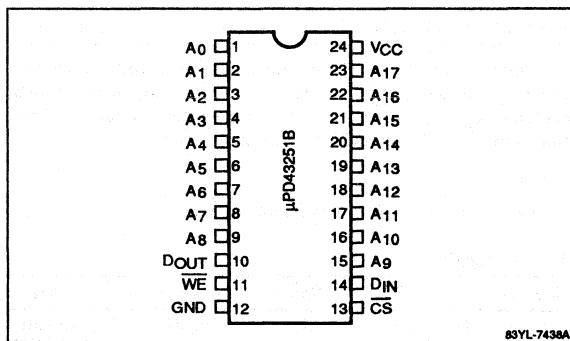 A0 1 24 VCC
A1 2 23 A17
A2 3 22 A16
A3 4 21 A15
A4 5 20 A14
A5 6 19 A13
A6 7 18 A12
A7 8 17 A11
A8 9 16 A10
DOUT 10 15 A9
WE 11 14 DIN
GND 12 13 CS
μPD43251B
83YL-7438A